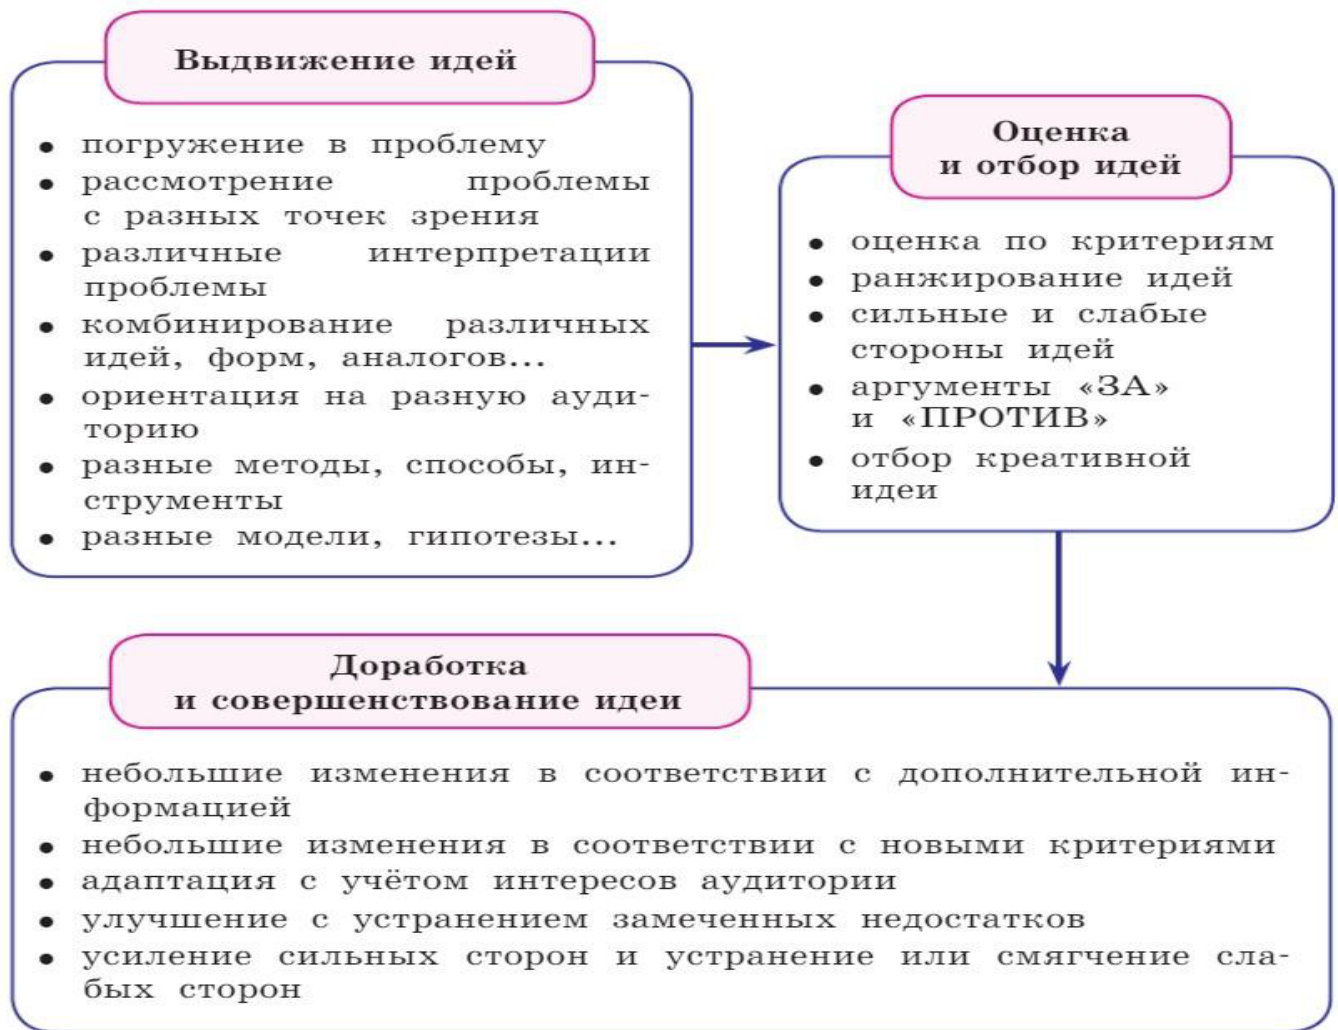 Выдвижение идей
• погружение в проблему
• рассмотрение проблемы
с разных точек зрения
• различные интерпретации
проблемы
• комбинирование различных
идей, форм, аналогов...
• ориентация на разную ауди-
торию
• разные методы, способы, ин-
струменты
• разные модели, гипотезы...
Оценка
и отбор идей
• оценка по критериям
• ранжирование идей
• сильные и слабые
стороны идей
• аргументы «ЗА»
и «ПРОТИВ»
• отбор креативной
идеи
Доработка
и совершенствование идеи
• небольшие изменения в соответствии с дополнительной ин-
формацией
• небольшие изменения в соответствии с новыми критериями
• адаптация с учётом интересов аудитории
• улучшение с устранением замеченных недостатков
• усиление сильных сторон и устранение или смягчение сла-
бых сторон